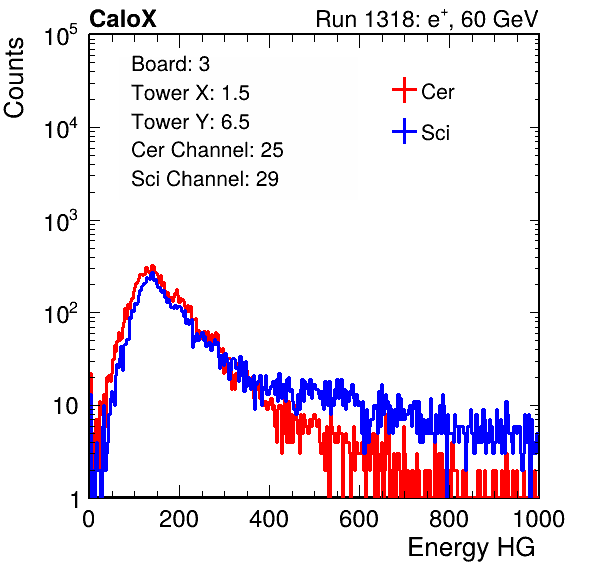 CaloX Run 1318: e⁺, 60 GeV
Counts
10⁵
10⁴
10³
10²
10
1
Board: 3
Tower X: 1.5
Tower Y: 6.5
Cer Channel: 25
Sci Channel: 29
Cer
Sci
0 200 400 600 800 1000
Energy HG